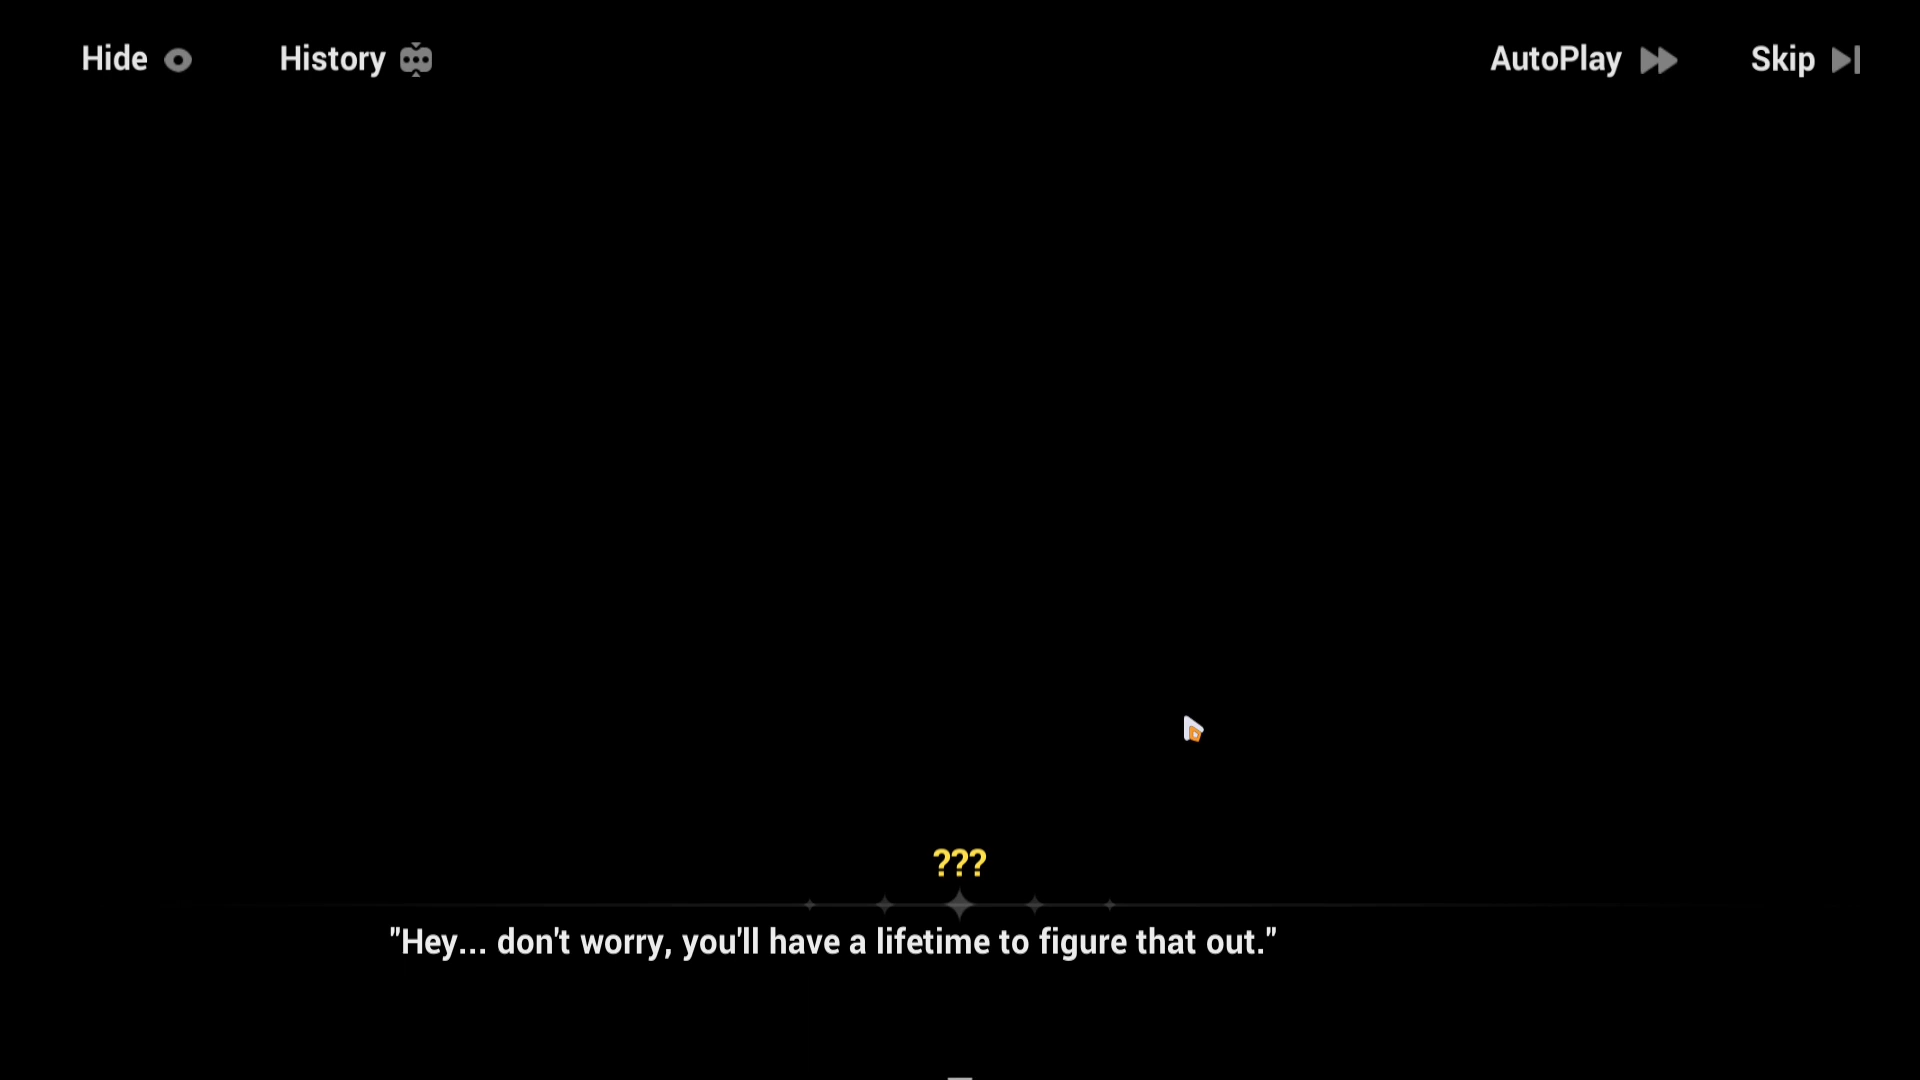 Hide
History
AutoPlay
Skip
???
"Hey... don't worry, you'll have a lifetime to figure that out."